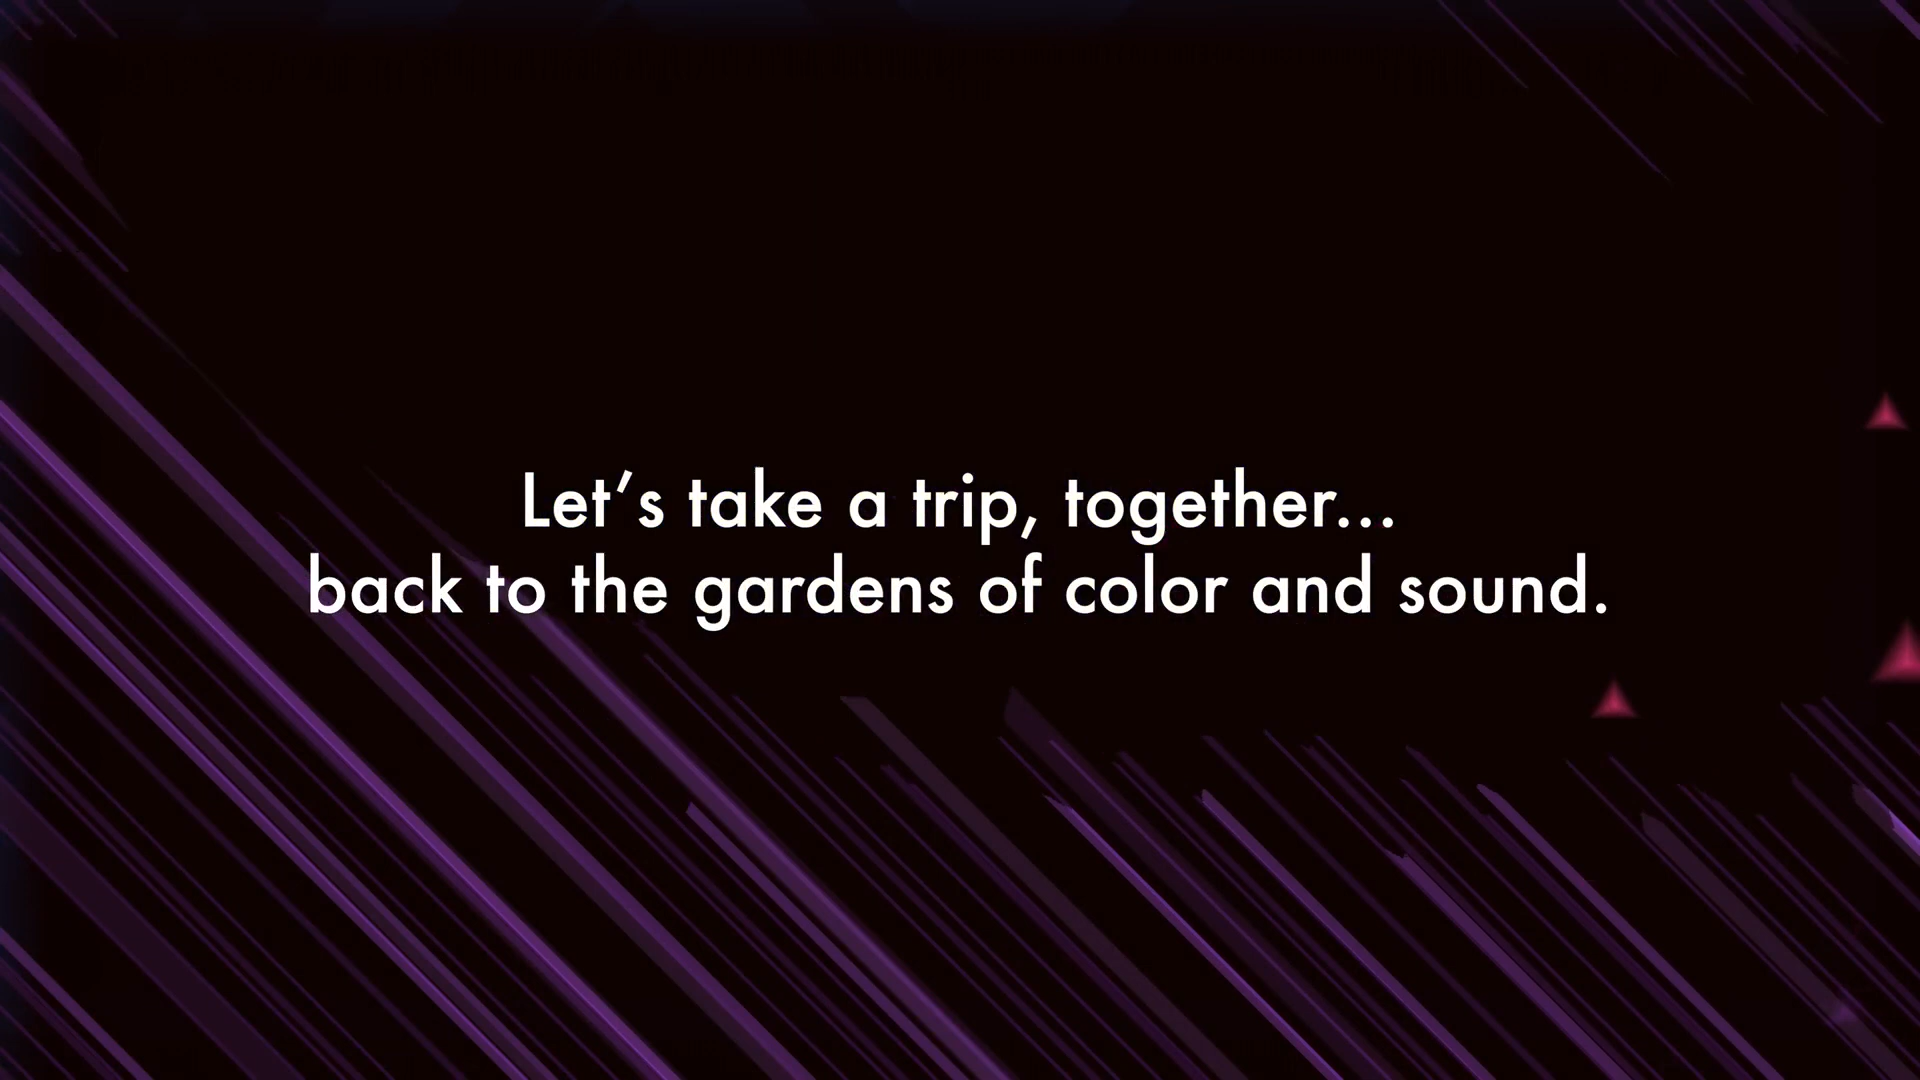 Let’s take a trip, together...
back to the gardens of color and sound.